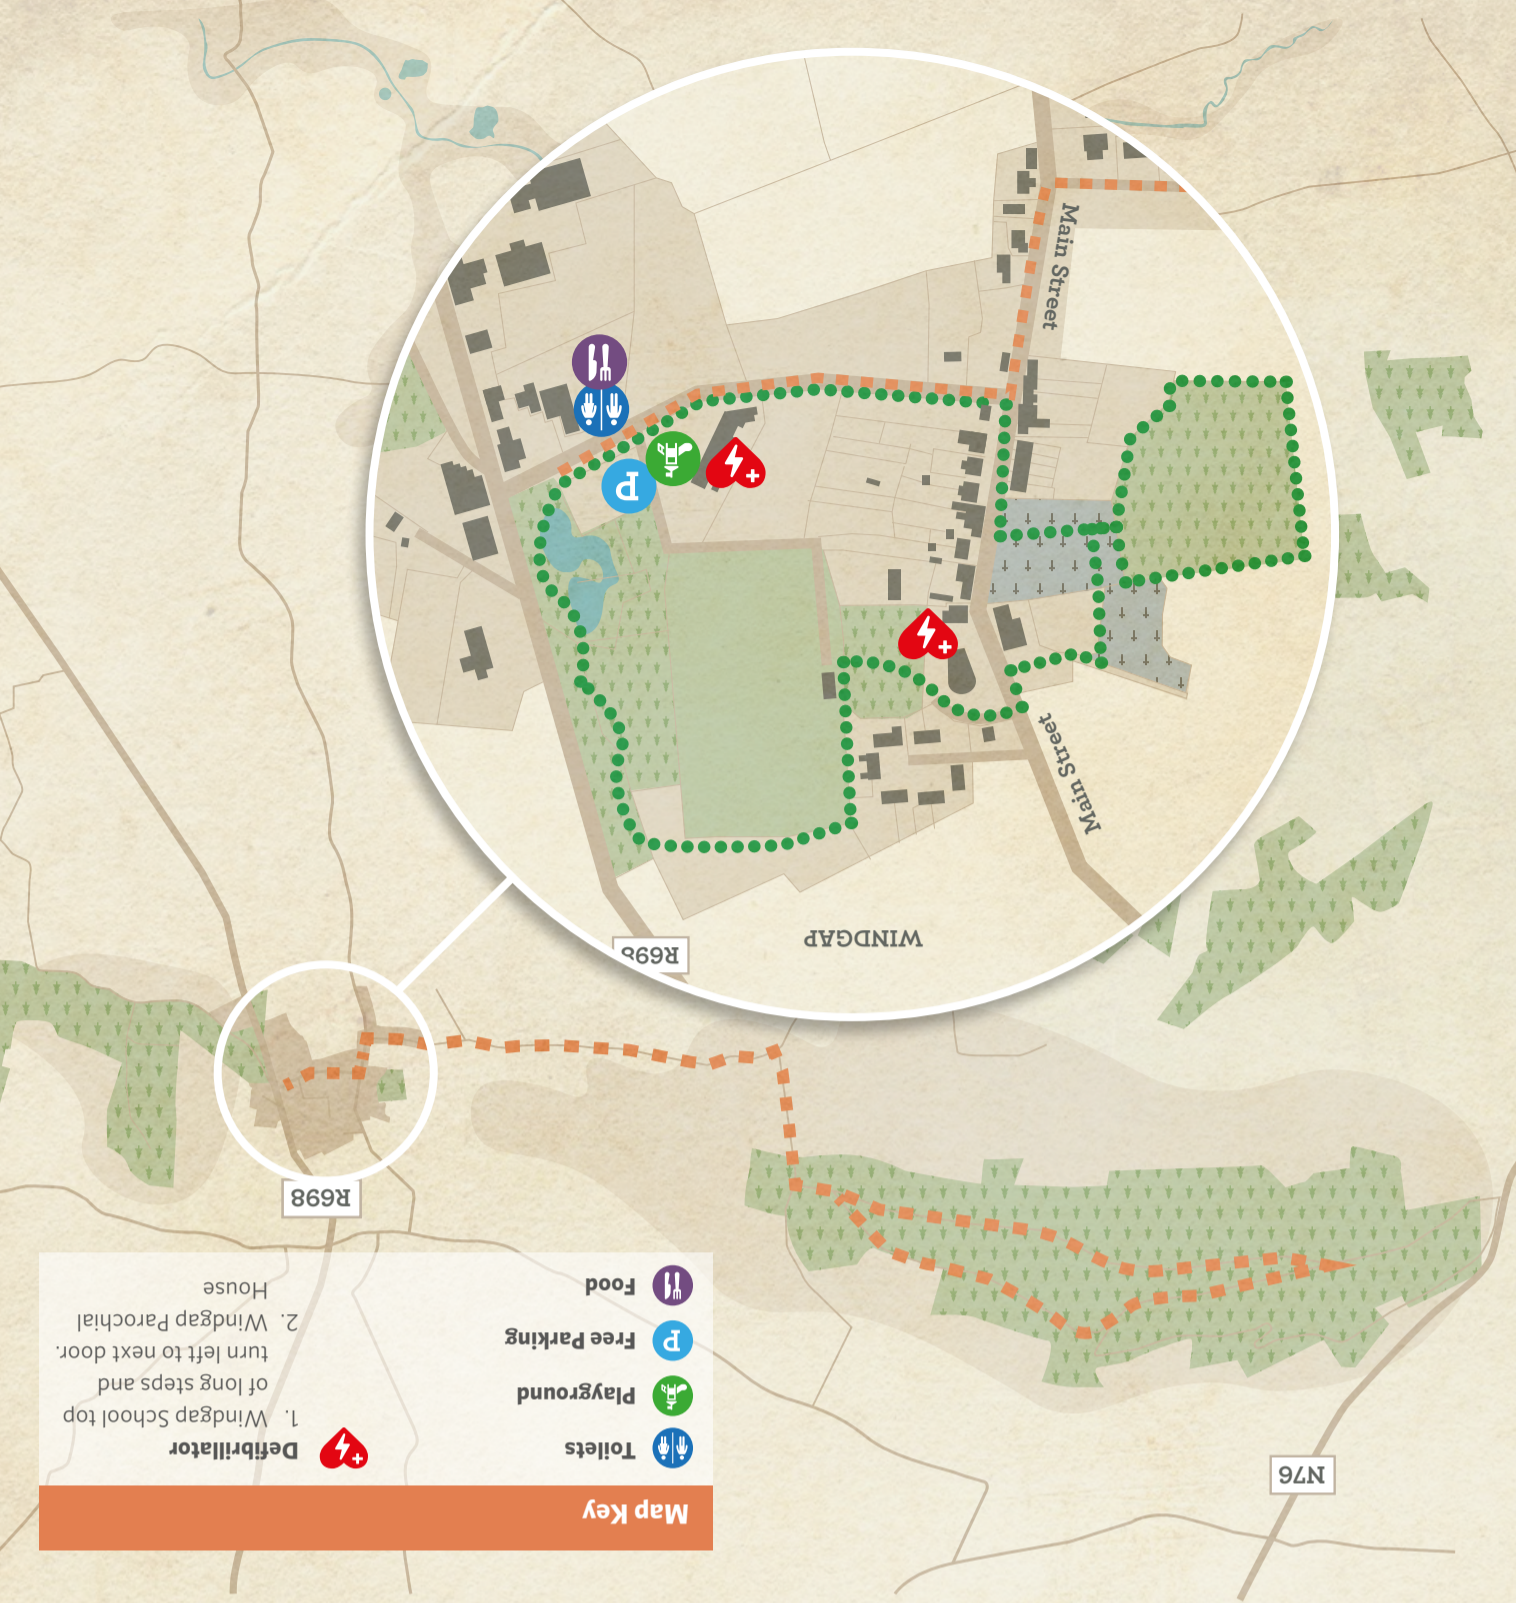 Map Key
Toilets
Playground
Free Parking
Food
Defibrillator
1. Windgap School top
of long steps and
turn left to next door.
2. Windgap Parochial
House
N76
R698
R698
WINDGAP
Main Street
Main Street
P
P